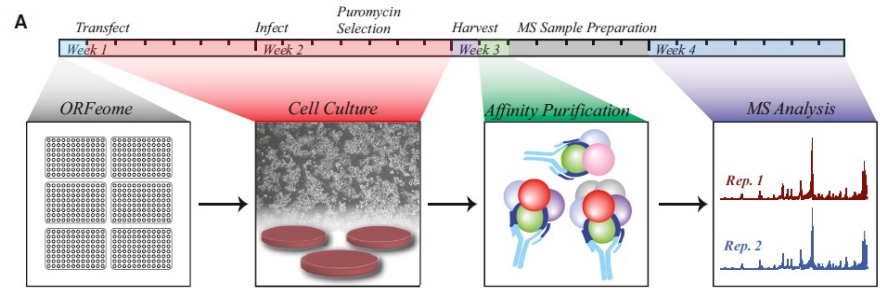 A
Transfect
Infect
Puromycin
Selection
Harvest
MS Sample Preparation
Week 1
Week 2
Week 3
Week 4
ORFeome
Cell Culture
Affinity Purification
MS Analysis
Rep. 1
Rep. 2